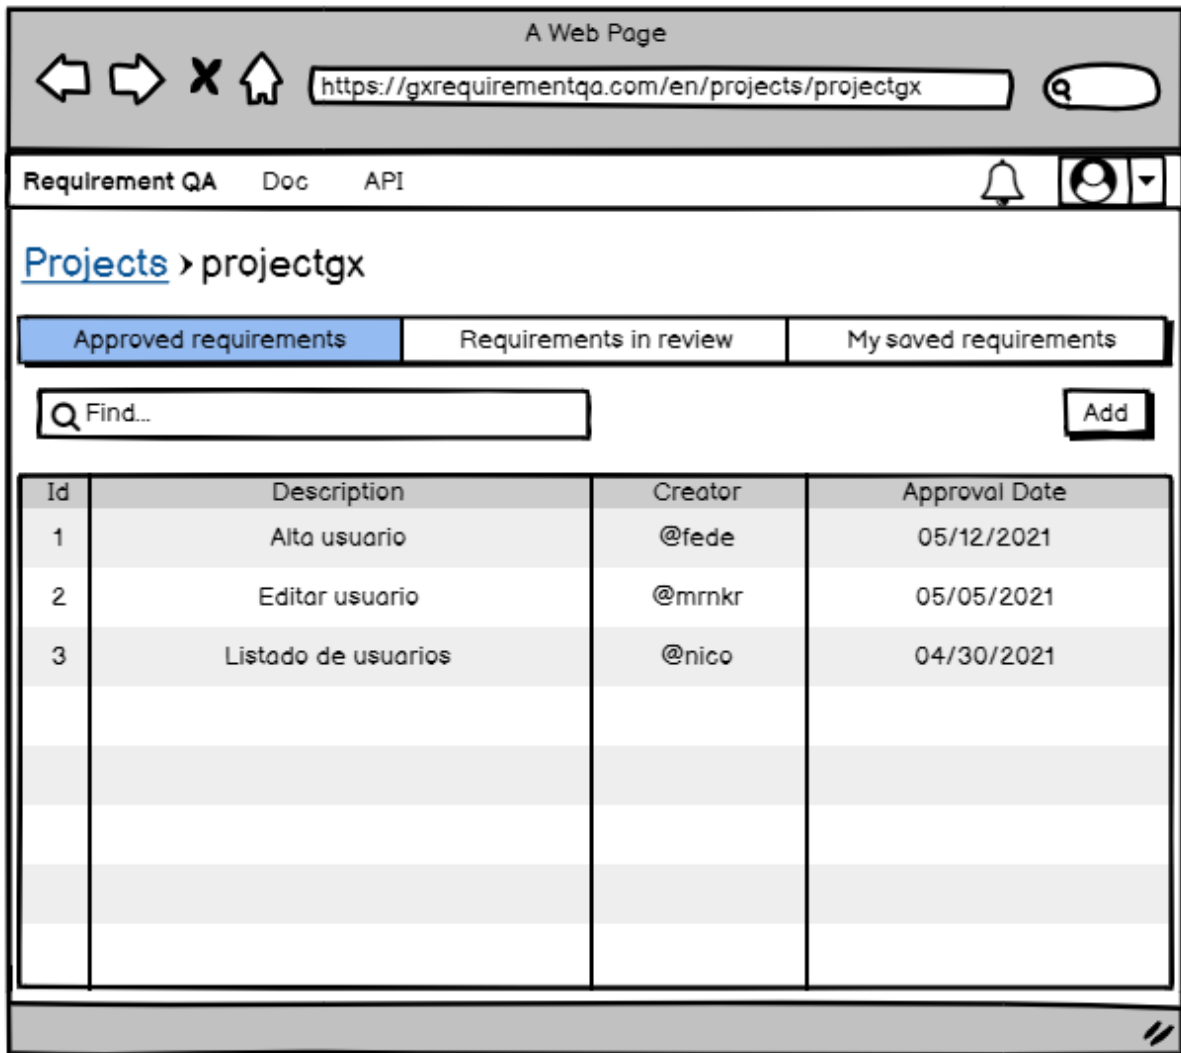 A Web Page
https://gxrequirementqa.com/en/projects/projectgx
Requirement QA Doc API
Projects › projectgx
Approved requirements Requirements in review My saved requirements
Find... Add
Id Description Creator Approval Date
1 Alta usuario @fede 05/12/2021
2 Editar usuario @mrnkr 05/05/2021
3 Listado de usuarios @nico 04/30/2021